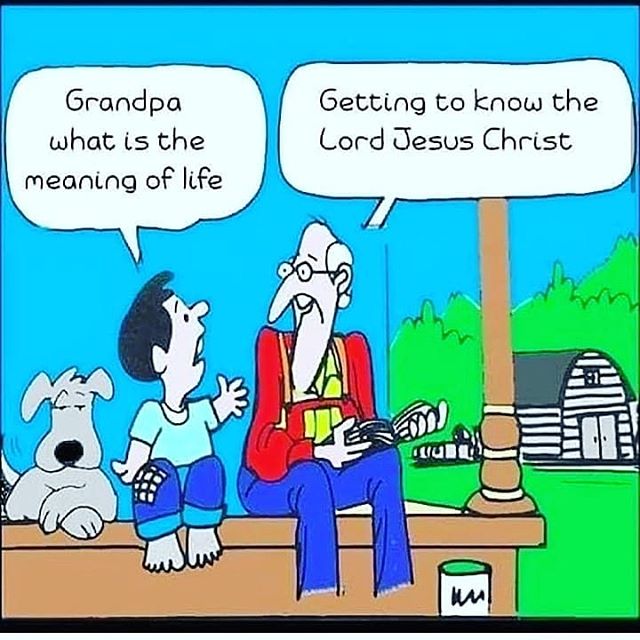 Grandpa
what is the
meaning of life
Getting to know the
Lord Jesus Christ